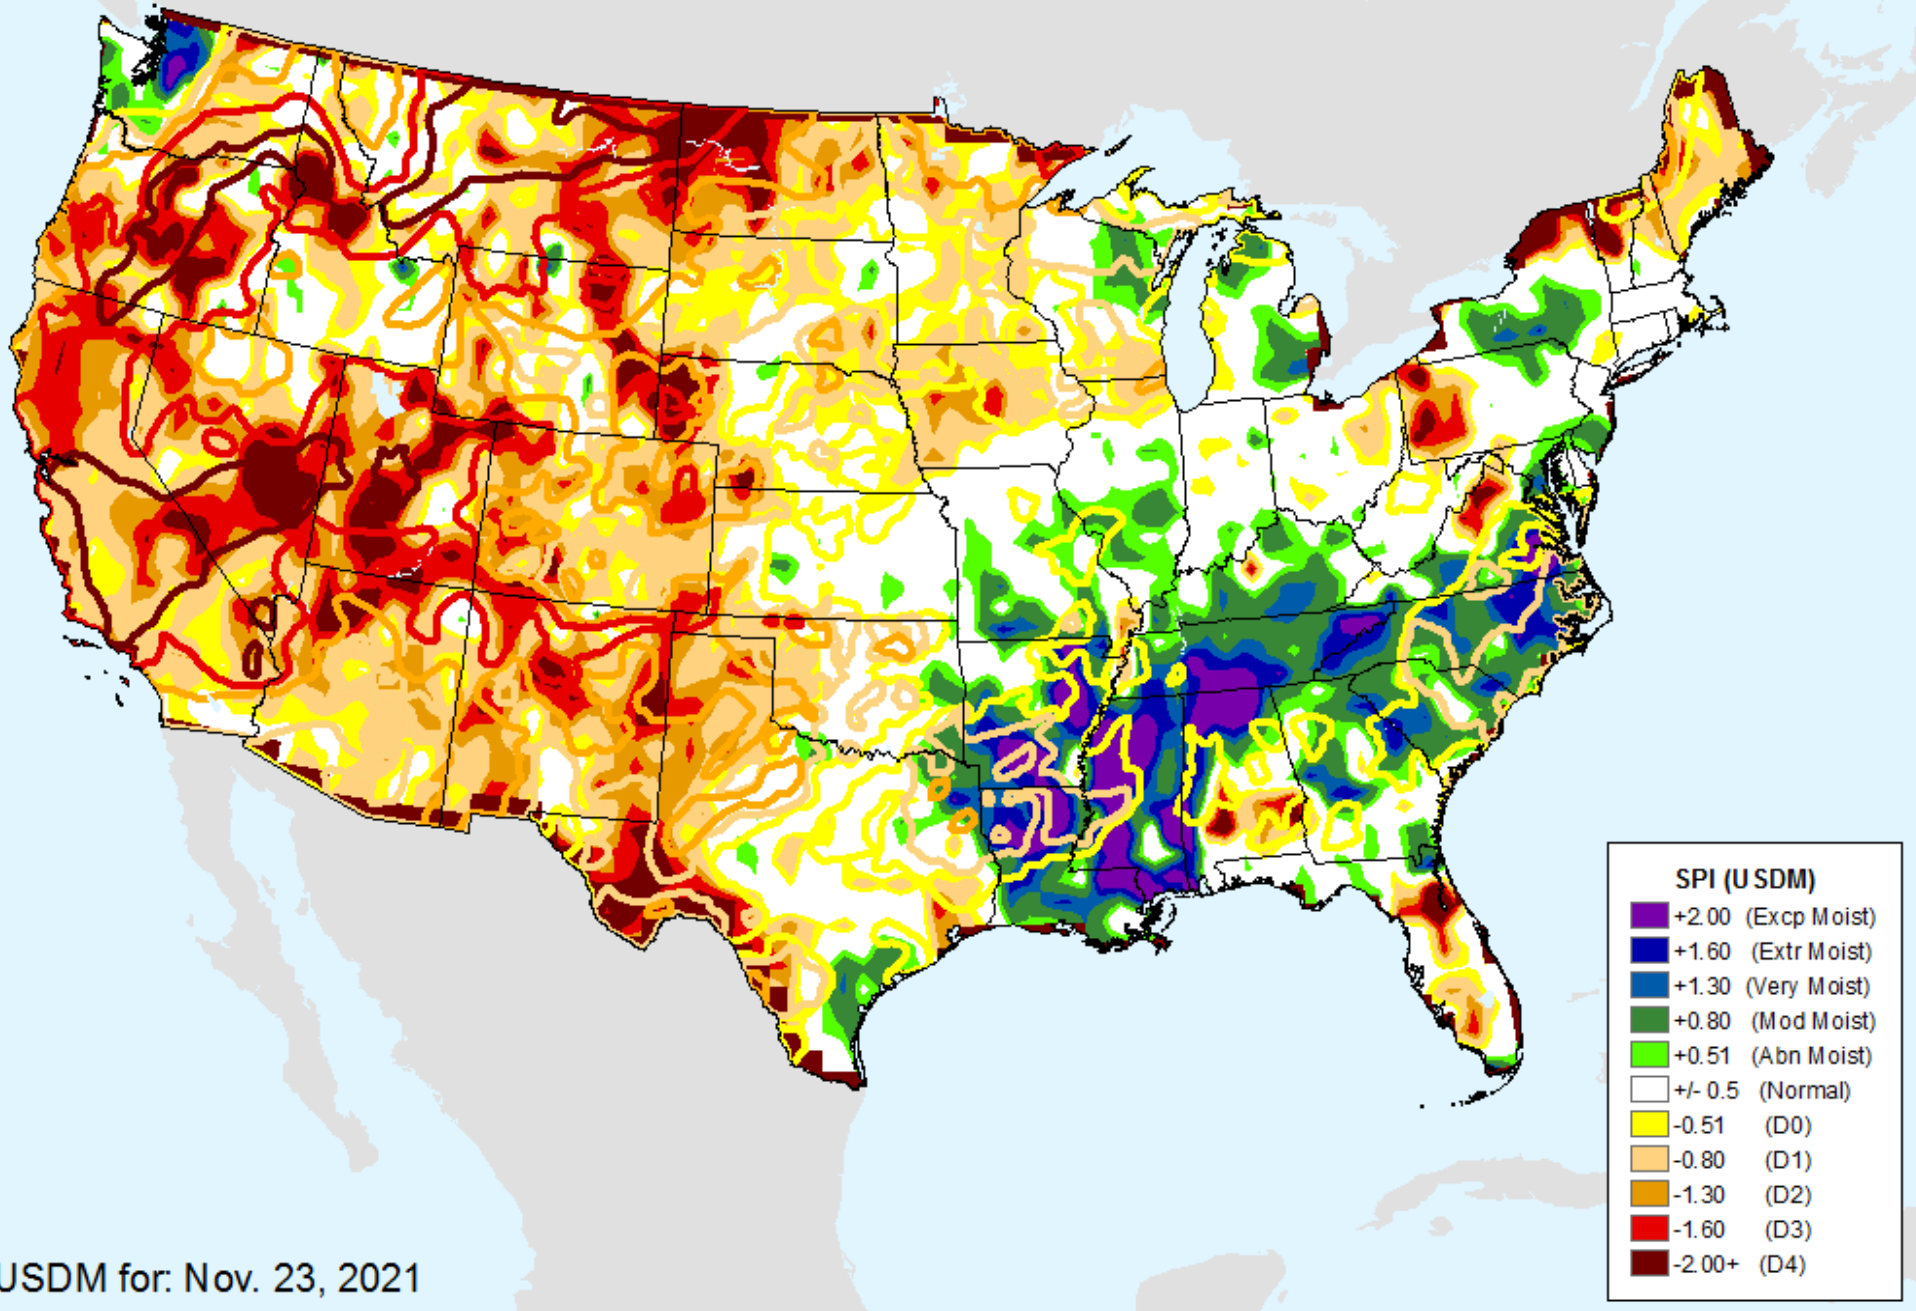 SPI (USDM)
+2.00 (Excp Moist)
+1.60 (Extr Moist)
+1.30 (Very Moist)
+0.80 (Mod Moist)
+0.51 (Abn Moist)
+/- 0.5 (Normal)
-0.51 (D0)
-0.80 (D1)
-1.30 (D2)
-1.60 (D3)
-2.00+ (D4)
USDM for: Nov. 23, 2021